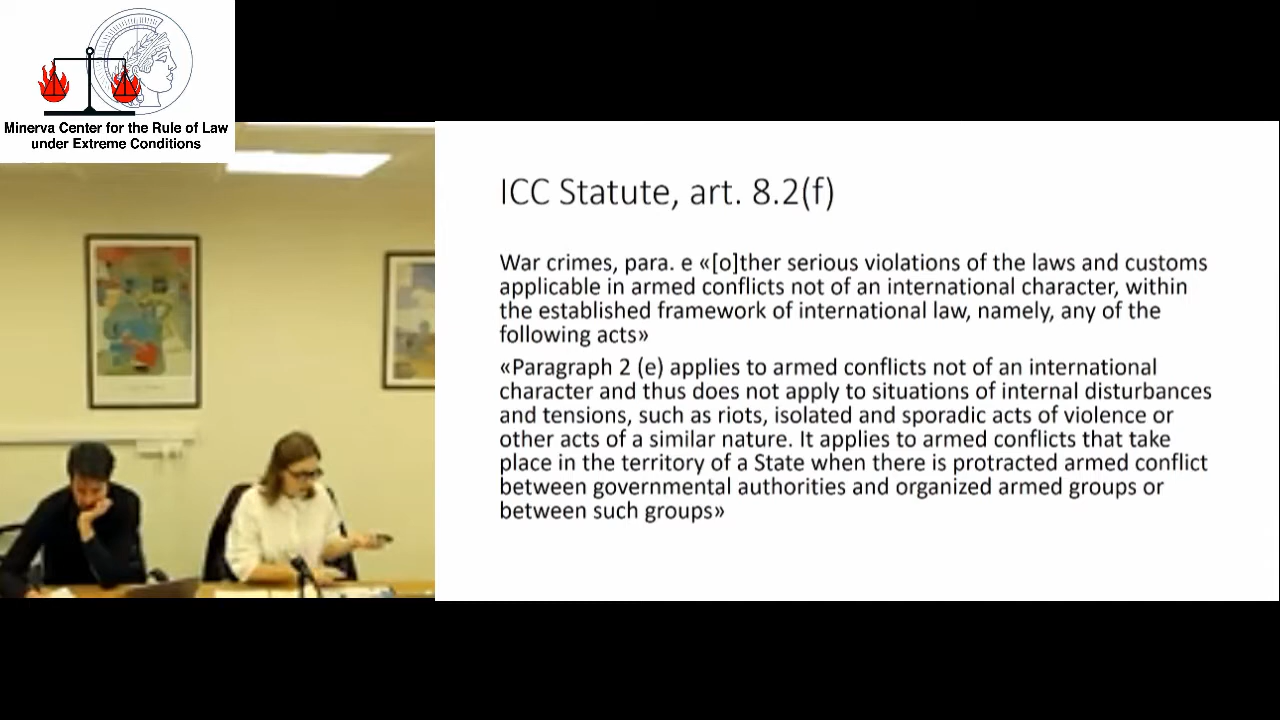 Minerva Center for the Rule of Law
under Extreme Conditions
ICC Statute, art. 8.2(f)
War crimes, para. e «[o]ther serious violations of the laws and customs
applicable in armed conflicts not of an international character, within
the established framework of international law, namely, any of the
following acts»
«Paragraph 2 (e) applies to armed conflicts not of an international
character and thus does not apply to situations of internal disturbances
and tensions, such as riots, isolated and sporadic acts of violence or
other acts of a similar nature. It applies to armed conflicts that take
place in the territory of a State when there is protracted armed conflict
between governmental authorities and organized armed groups or
between such groups»